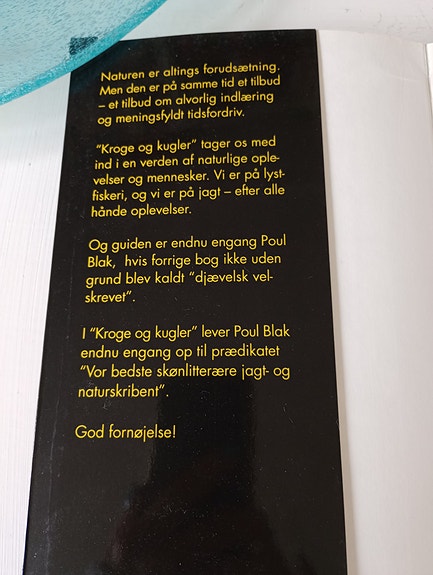 Naturen er altings forudsætning.
Men den er på samme tid et tilbud
– et tilbud om alvorlig indlæring
og meningsfyldt tidsfordriv.
"Kroge og kugler" tager os med
ind i en verden af naturlige ople-
velser og mennesker. Vi er på lyst-
fiskeri, og vi er på jagt – efter alle
hånde oplevelser.
Og guiden er endnu engang Poul
Blak, hvis forrige bog ikke uden
grund blev kaldt "djævelsk vel-
skrevet".
I "Kroge og kugler" lever Poul Blak
endnu engang op til prædikatet
"Vor bedste skønlitterære jagt- og
naturskribent".
God fornøjelse!